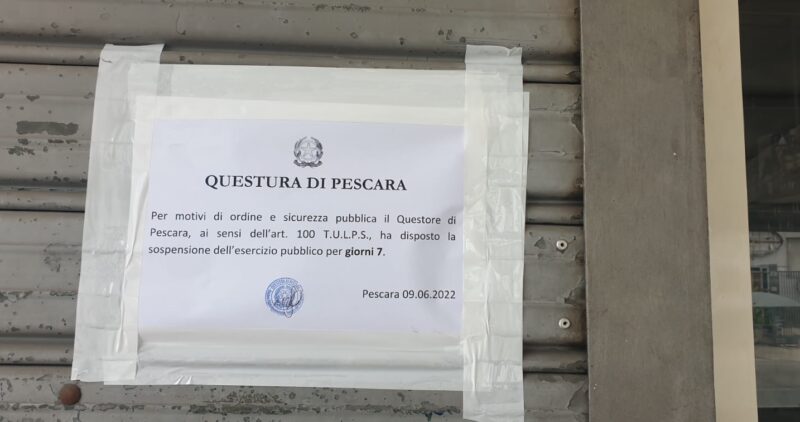 QUESTURA DI PESCARA
Per motivi di ordine e sicurezza pubblica il Questore di
Pescara, ai sensi dell'art. 100 T.U.L.P.S., ha disposto la
sospensione dell'esercizio pubblico per giorni 7.
Pescara 09.06.2022